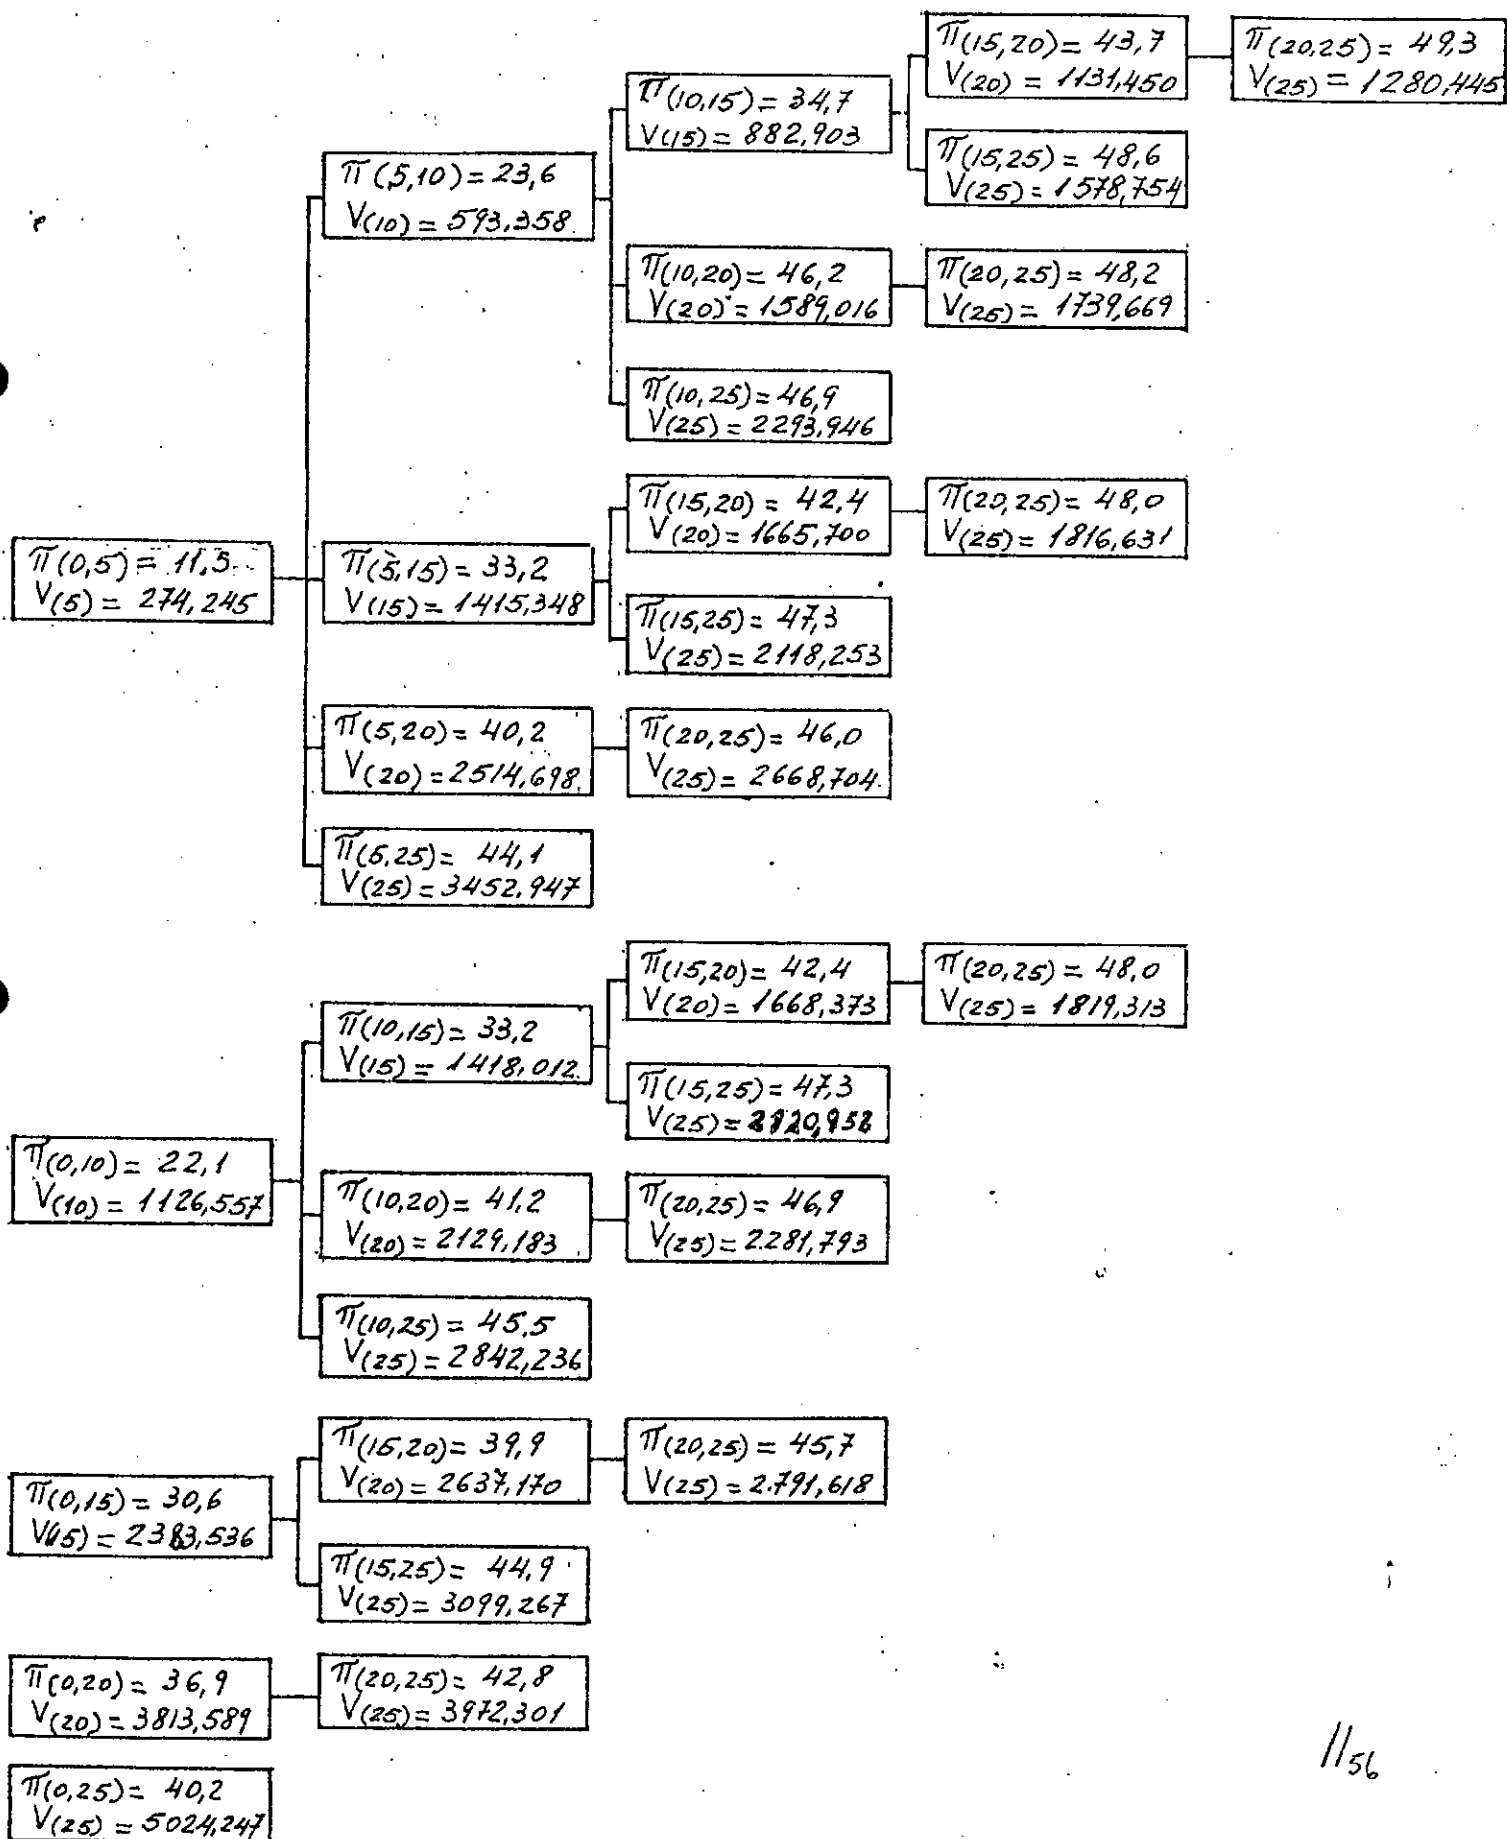 π(15,20) = 43,7
V(20) = 1131,450
π(20,25) = 49,3
V(25) = 1280,445
π(10,15) = 34,7
V(15) = 882,903
π(15,25) = 48,6
V(25) = 1578,754
π(5,10) = 23,6
V(10) = 593,358
π(10,20) = 46,2
V(20) = 1589,016
π(20,25) = 48,2
V(25) = 1739,669
π(10,25) = 46,9
V(25) = 2293,946
π(15,20) = 42,4
V(20) = 1665,700
π(20,25) = 48,0
V(25) = 1816,631
π(0,5) = 11,5
V(5) = 274,245
π(5,15) = 33,2
V(15) = 1415,348
π(15,25) = 47,3
V(25) = 2118,253
π(5,20) = 40,2
V(20) = 2514,698
π(20,25) = 46,0
V(25) = 2668,704
π(5,25) = 44,1
V(25) = 3452,947
π(15,20) = 42,4
V(20) = 1668,373
π(20,25) = 48,0
V(25) = 1819,313
π(10,15) = 33,2
V(15) = 1418,012
π(15,25) = 47,3
V(25) =
π(0,10) = 22,1
V(10) = 1126,557
π(10,20) = 41,2
V(20) = 2129,183
π(20,25) = 46,9
V(25) = 2.281,793
π(10,25) = 45,5
V(25) = 2842,236
π(15,20) = 39,9
V(20) = 2637,170
π(20,25) = 45,7
V(25) = 2.791,618
π(0,15) = 30,6
V(15) = 2383,536
π(15,25) = 44,9
V(25) = 3099,267
π(0,20) = 36,9
V(20) = 3813,589
π(20,25) = 42,8
V(25) = 3972,301
π(0,25) = 40,2
V(25) = 5024,247
//56